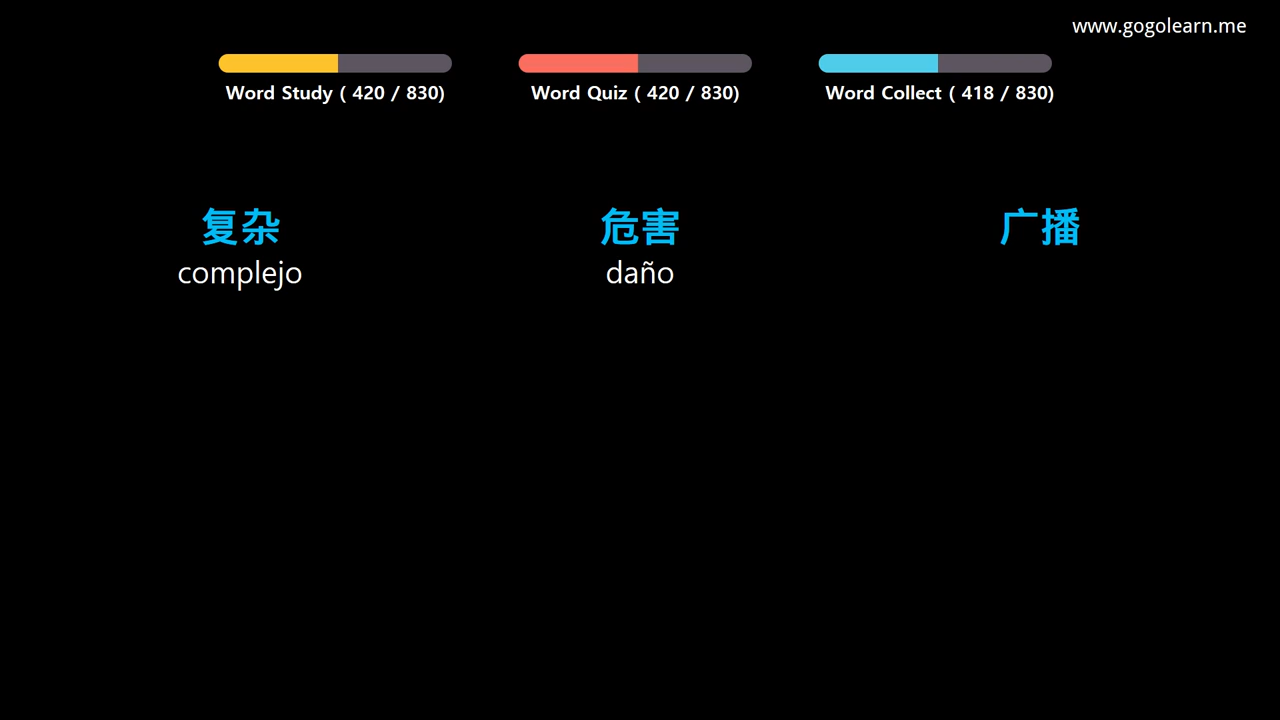 www.gogolearn.me
Word Study ( 420 / 830)
Word Quiz ( 420 / 830)
Word Collect ( 418 / 830)
复杂
危害
广播
complejo
daño